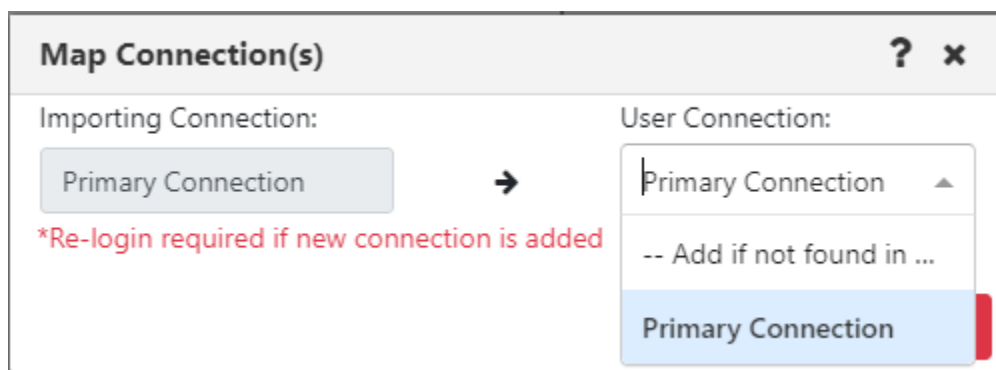 Map Connection(s) ?
Importing Connection:
User Connection:
Primary Connection
Primary Connection
*Re-login required if new connection is added
-- Add if not found in ...
Primary Connection